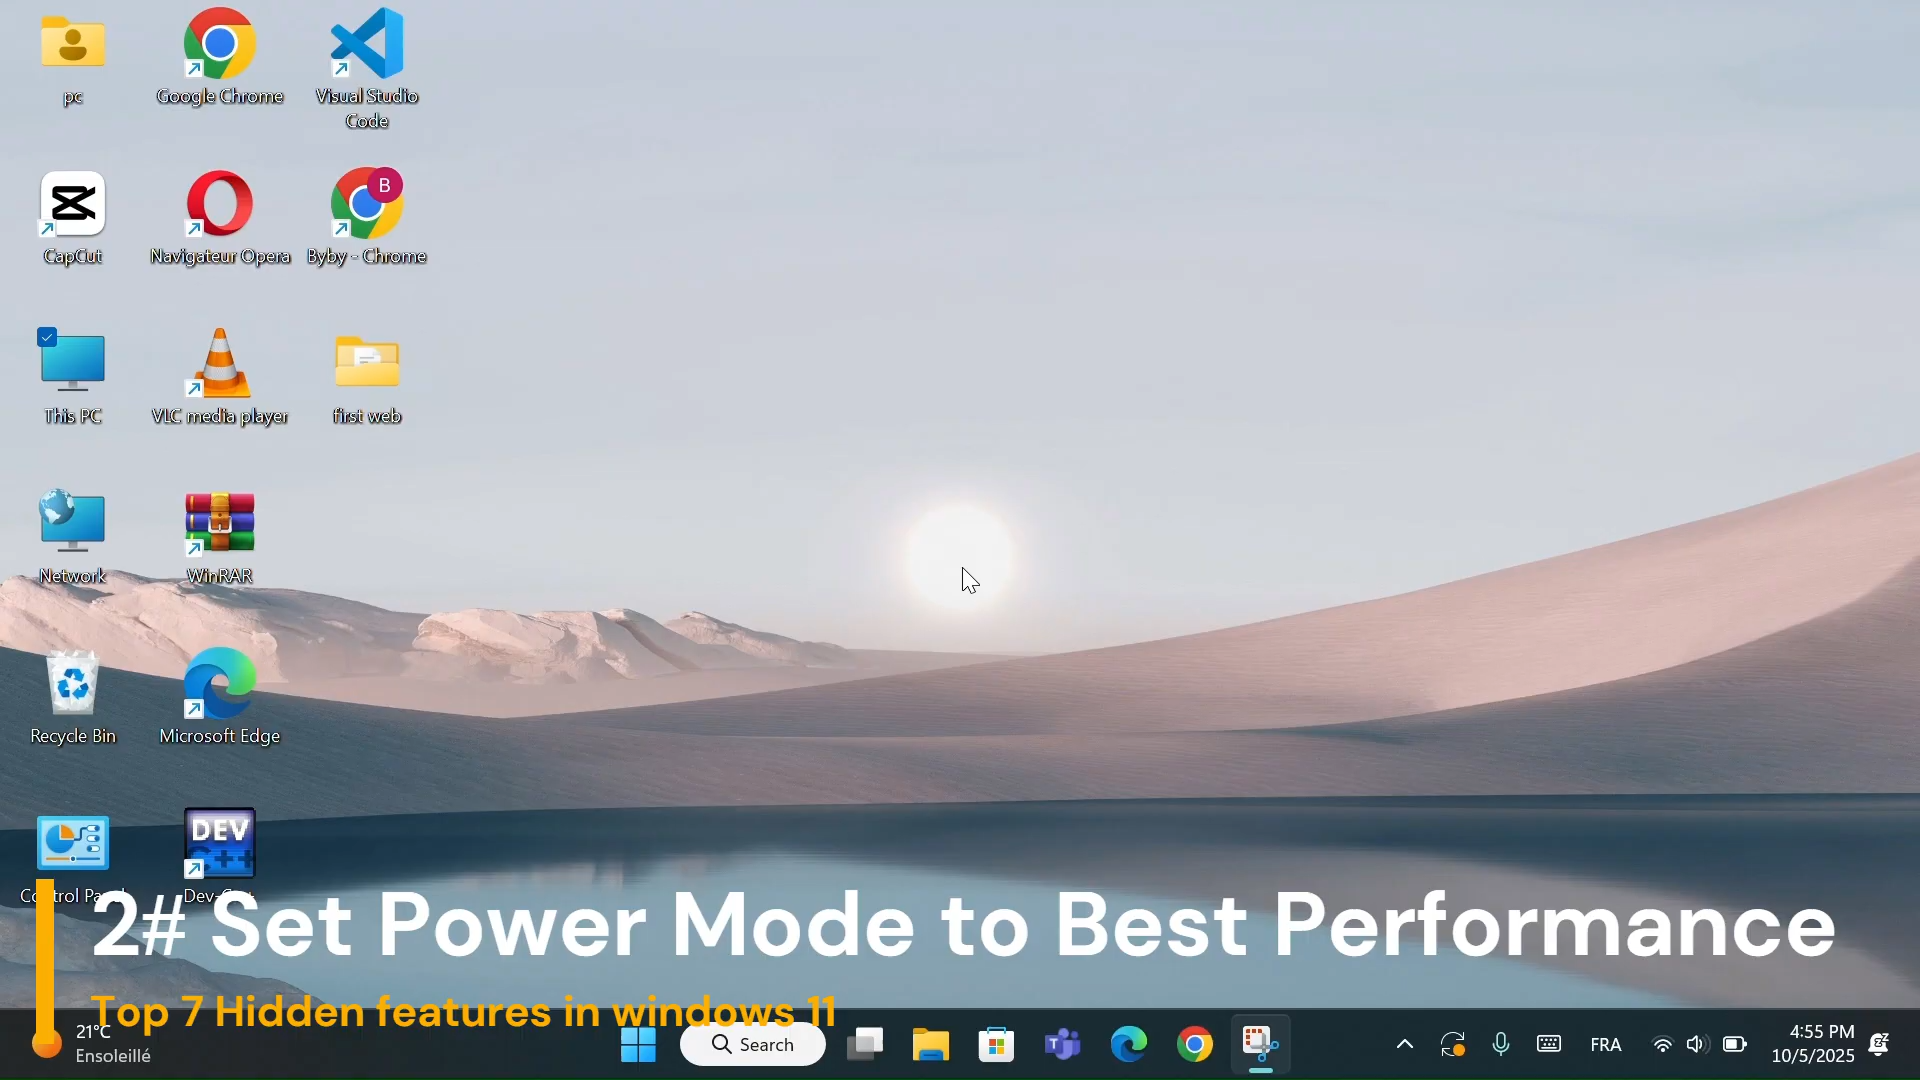 pc
Google Chrome
Visual Studio
Code
B
CapCut
Navigateur Opera
Byby - Chrome
This PC
VLC media player
first web
Network
WinRAR
Recycle Bin
Microsoft Edge
DEV
C++
2# Set Power Mode to Best Performance
Top 7 Hidden features in windows 11
21°C
Ensoleillé
Search
FRA
4:55 PM
10/5/2025